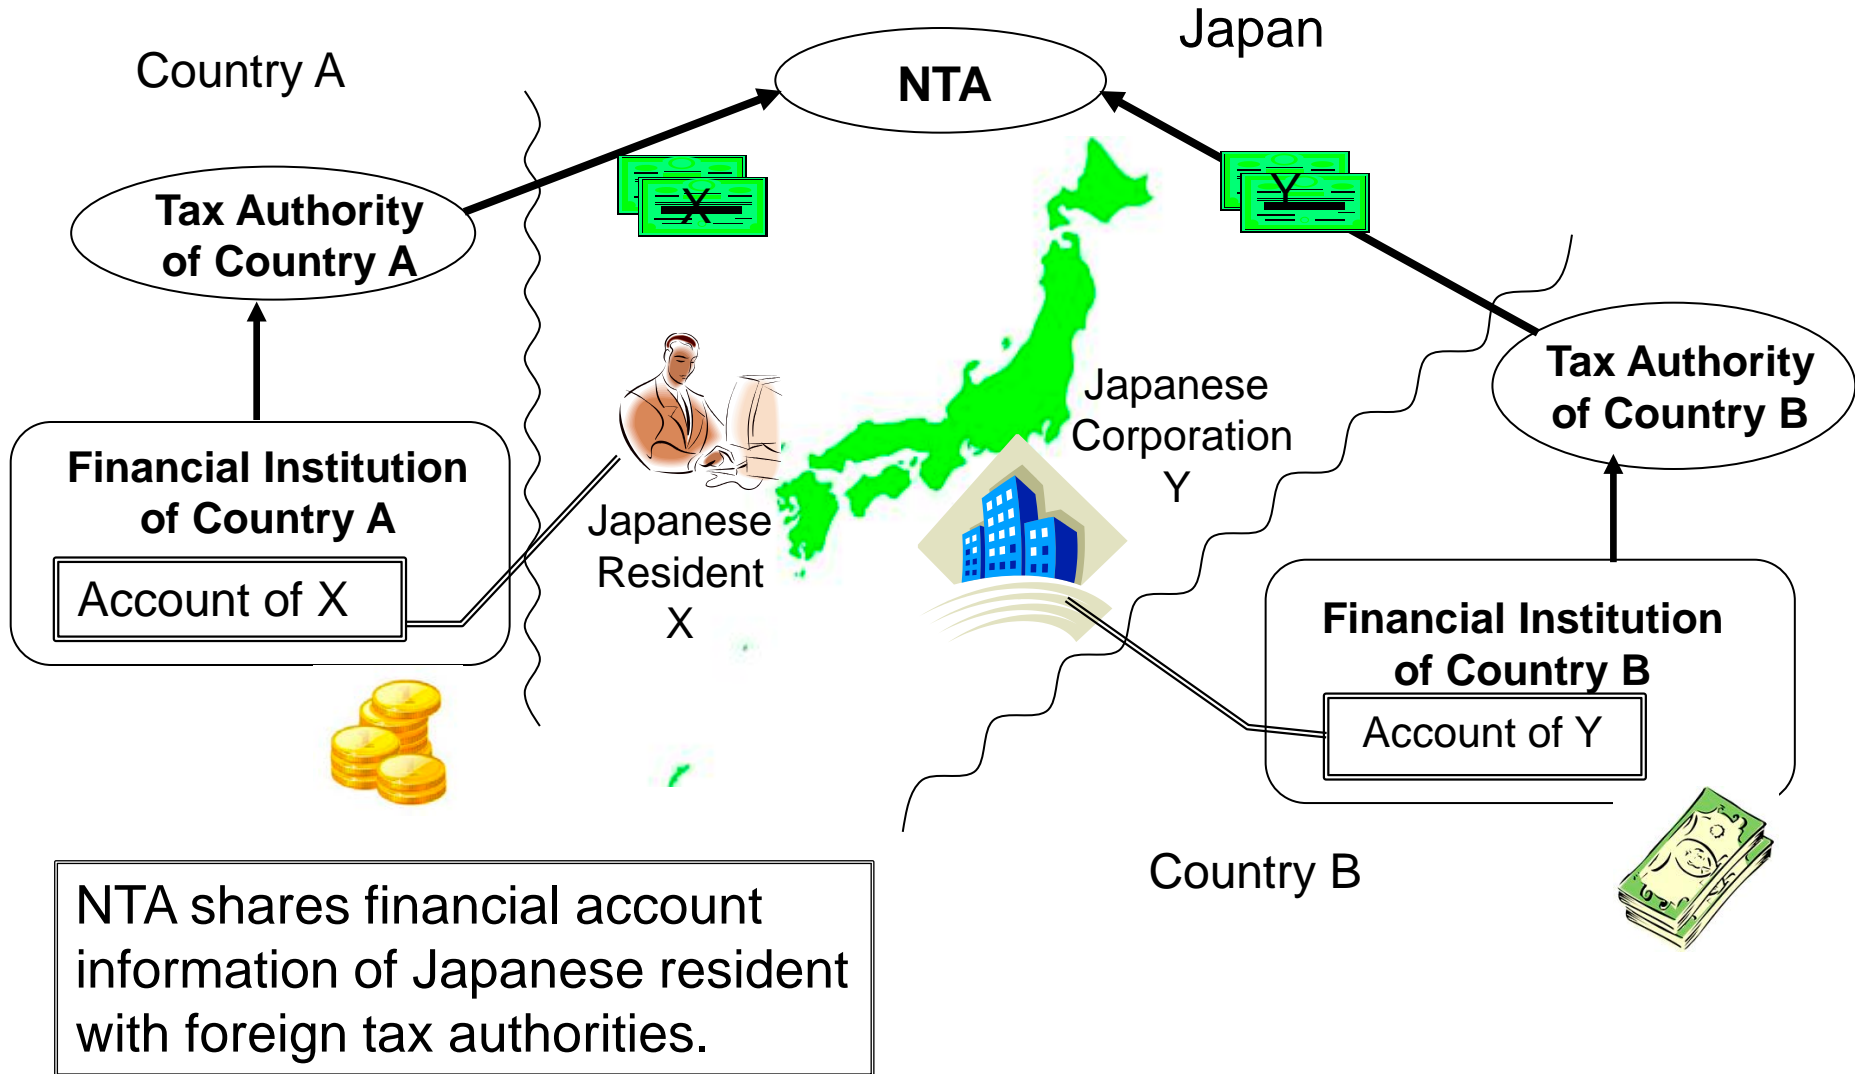 Country A
Japan
NTA
X
Y
Tax Authority
of Country A
Tax Authority
of Country B
Financial Institution
of Country A
Account of X
Japanese
Resident
X
Japanese
Corporation
Y
Financial Institution
of Country B
Account of Y
Country B
NTA shares financial account
information of Japanese resident
with foreign tax authorities.